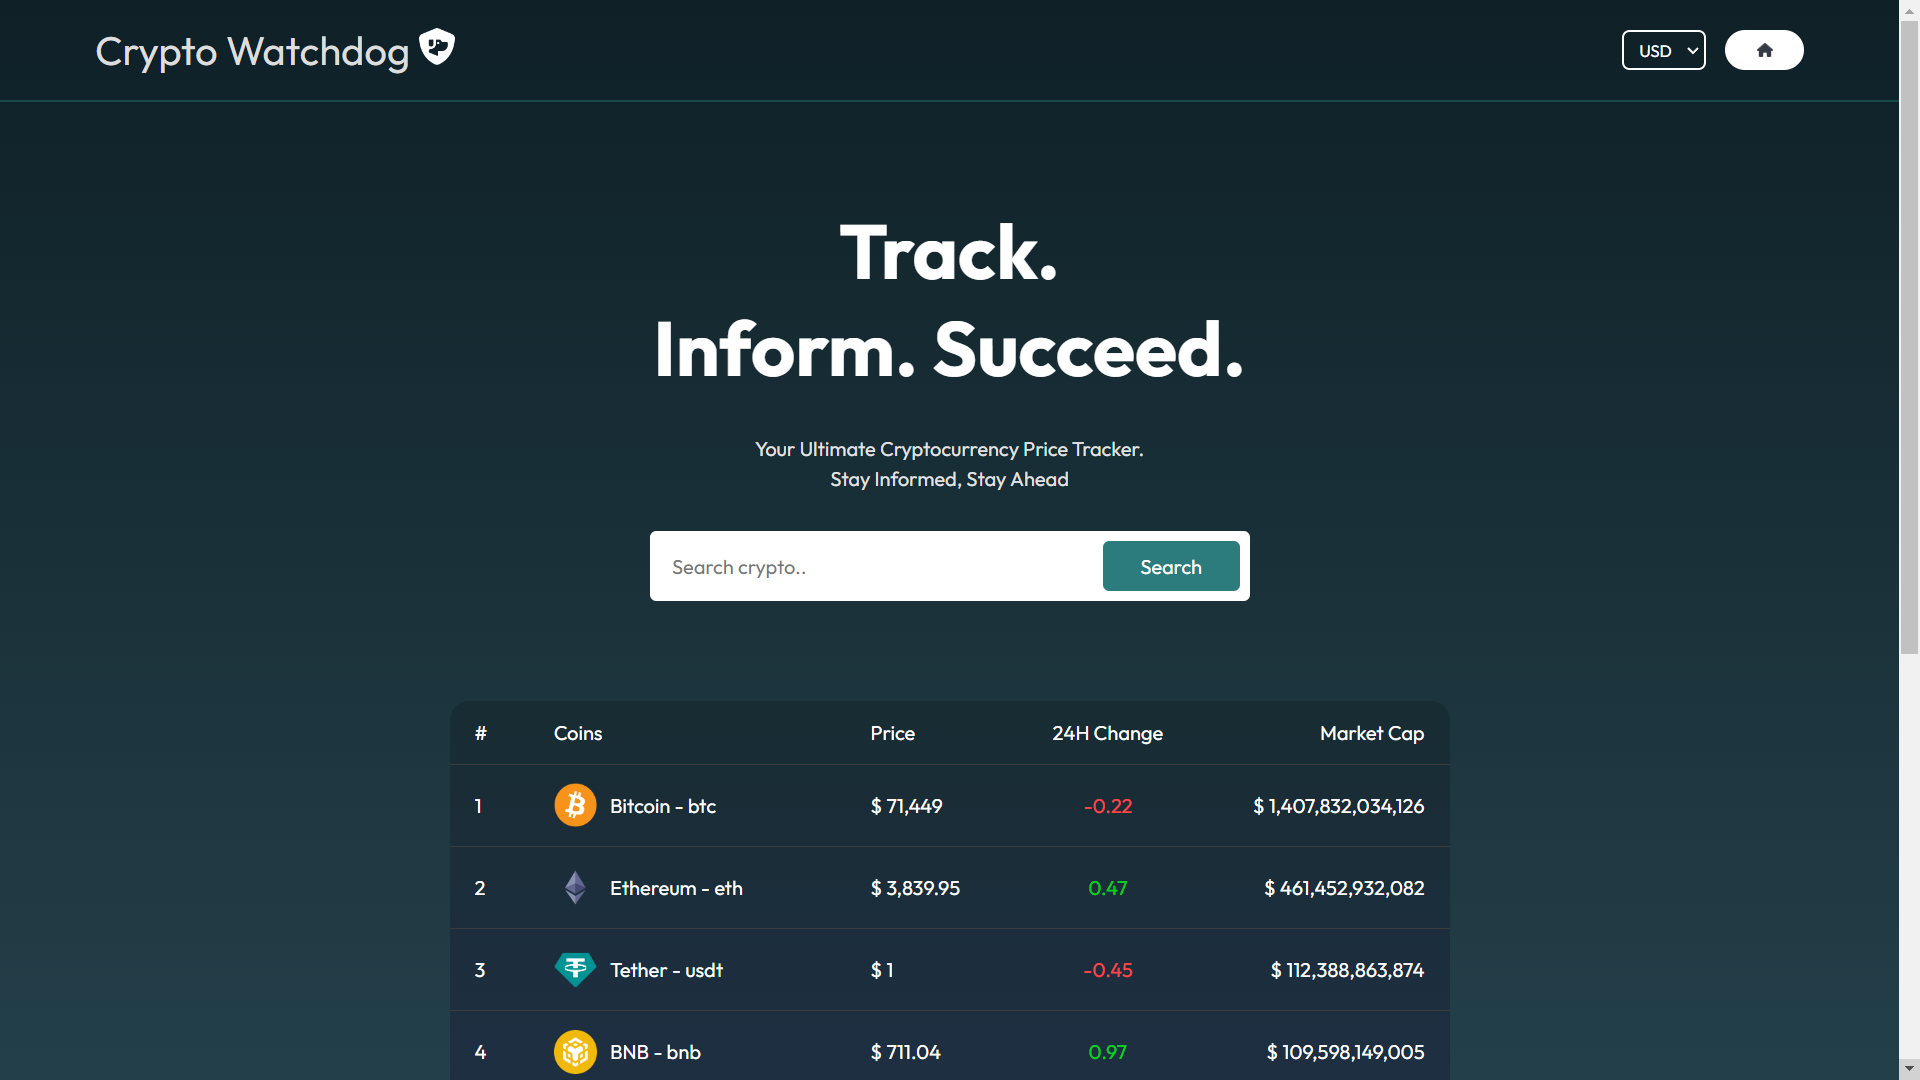 Crypto Watchdog
USD
Track.
Inform. Succeed.
Your Ultimate Cryptocurrency Price Tracker.
Stay Informed, Stay Ahead
Search crypto..
Search
# Coins Price 24H Change Market Cap
1 Bitcoin - btc $ 71,449 -0.22 $ 1,407,832,034,126
2 Ethereum - eth $ 3,839.95 0.47 $ 461,452,932,082
3 Tether - usdt $ 1 -0.45 $ 112,388,863,874
4 BNB - bnb $ 711.04 0.97 $ 109,598,149,005